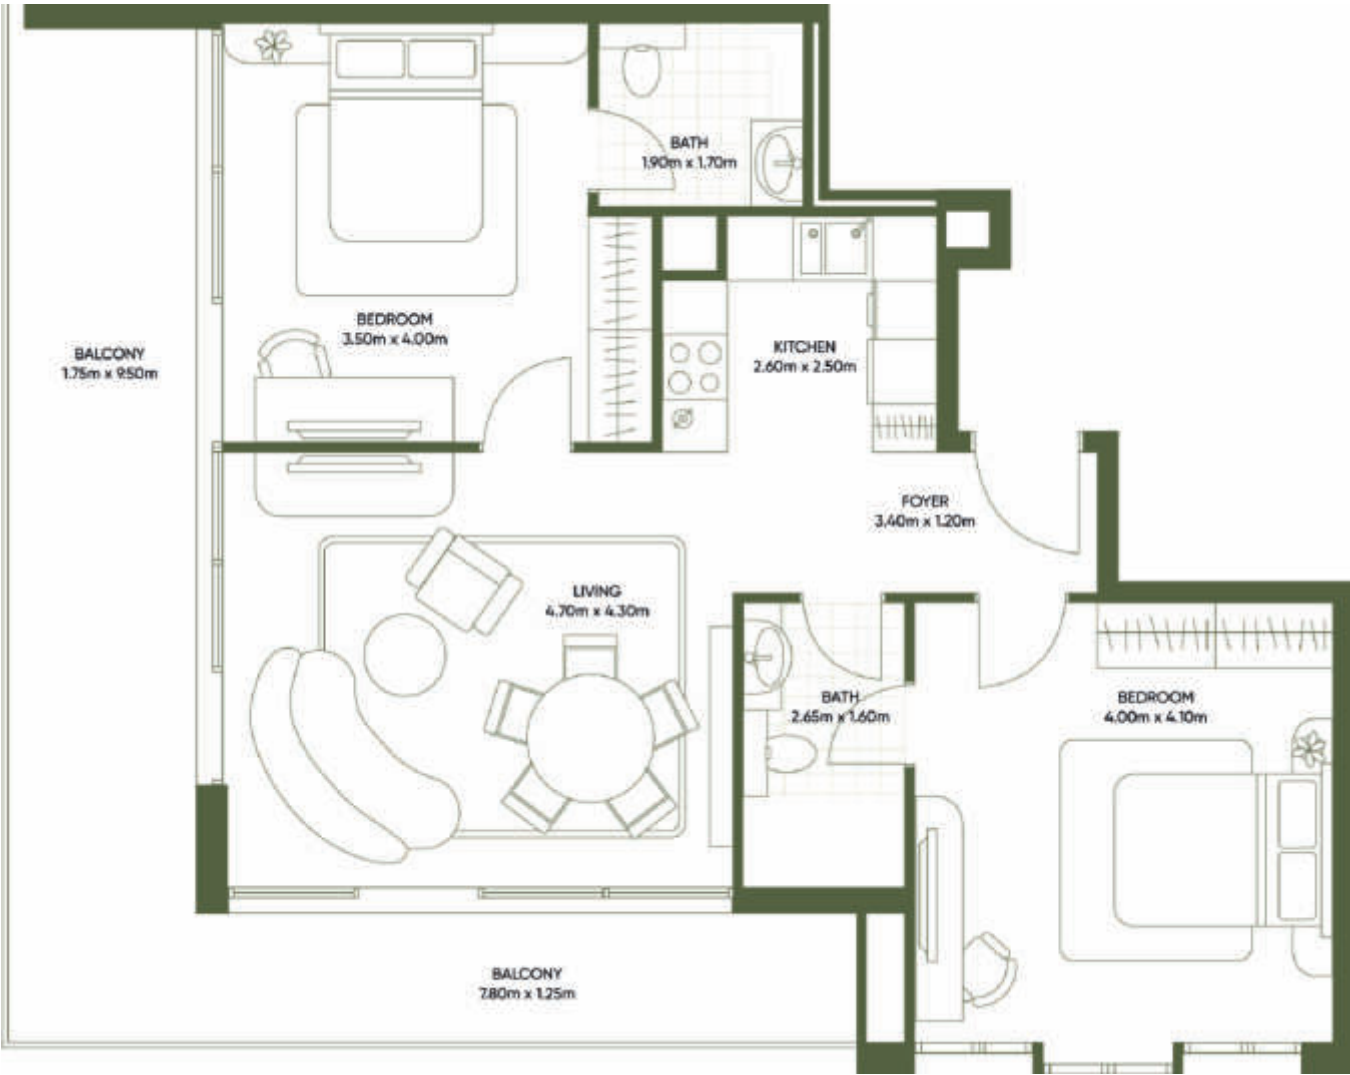 BATH
1.90m x 1.70m
BEDROOM
3.50m x 4.00m
BALCONY
1.75m x 9.50m
KITCHEN
2.60m x 2.50m
FOYER
3.40m x 1.20m
LIVING
4.70m x 4.30m
BATH
2.65m x 1.60m
BEDROOM
4.00m x 4.10m
BALCONY
7.80m x 1.25m